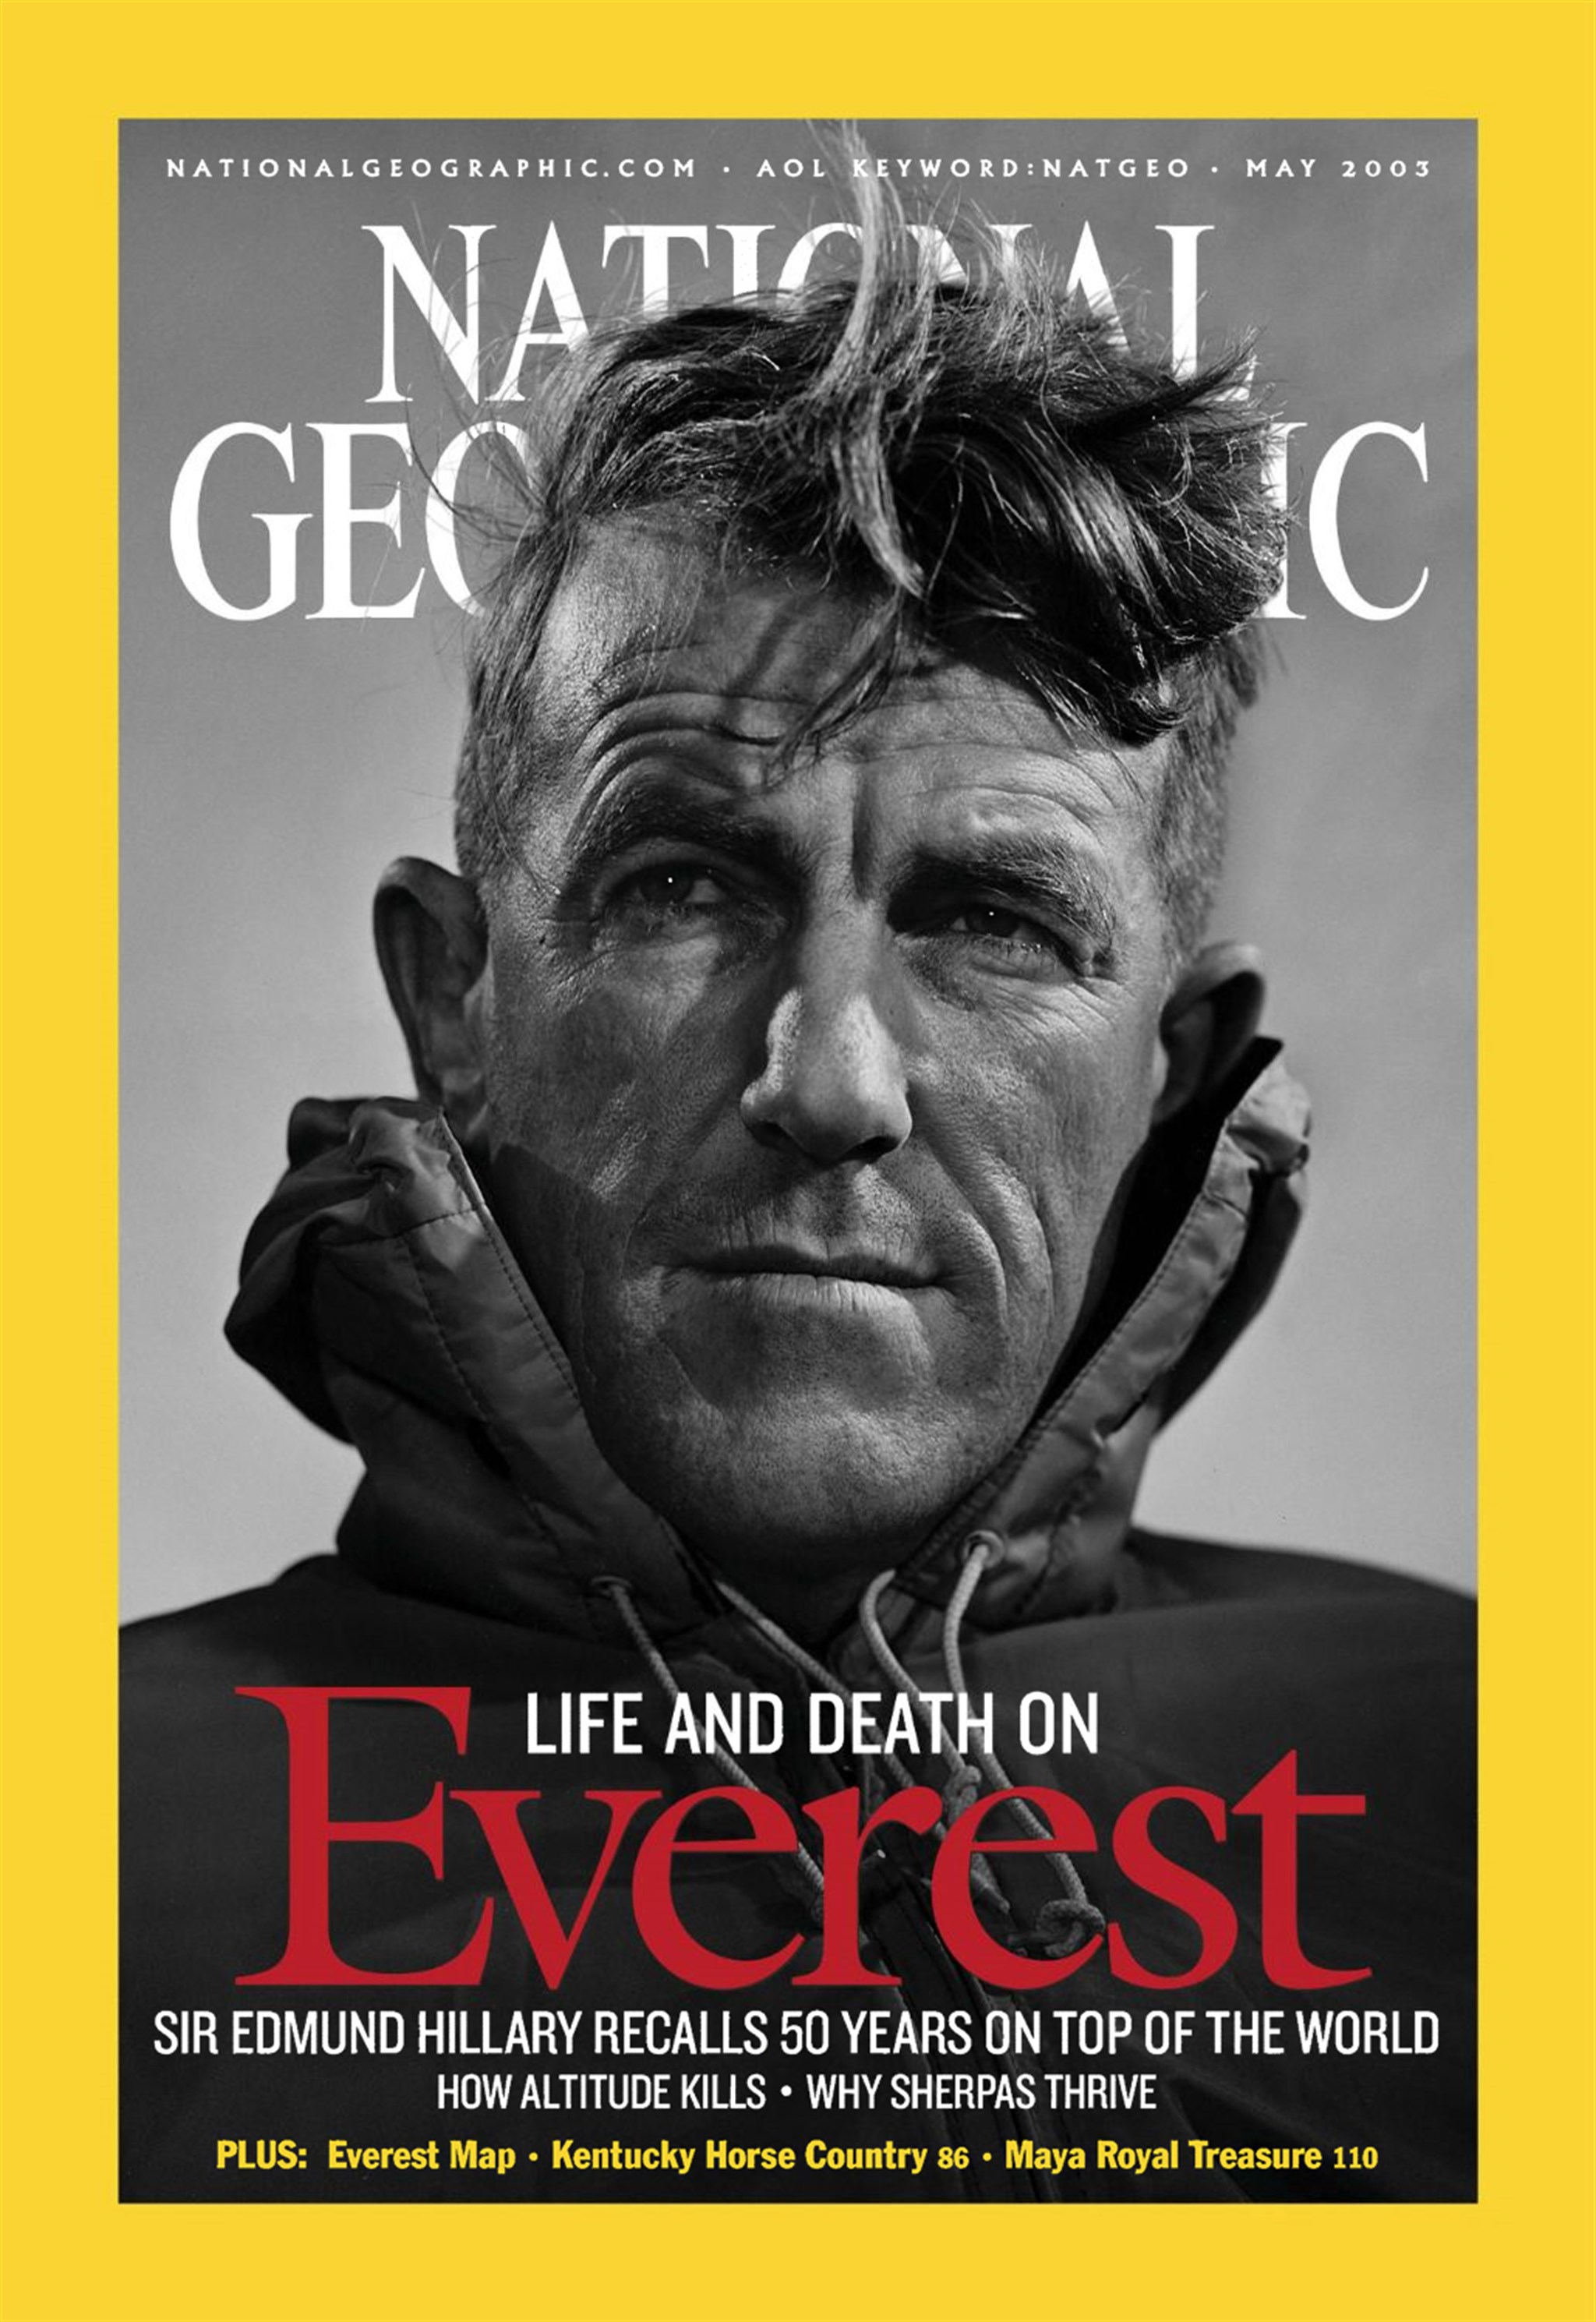 NATIONALGEOGRAPHIC.COM · AOL KEYWORD:NATGEO · MAY 2003
NATIONAL
GEOGRAPHIC
LIFE AND DEATH ON
Everest
SIR EDMUND HILLARY RECALLS 50 YEARS ON TOP OF THE WORLD
HOW ALTITUDE KILLS • WHY SHERPAS THRIVE
PLUS: Everest Map • Kentucky Horse Country 86 • Maya Royal Treasure 110